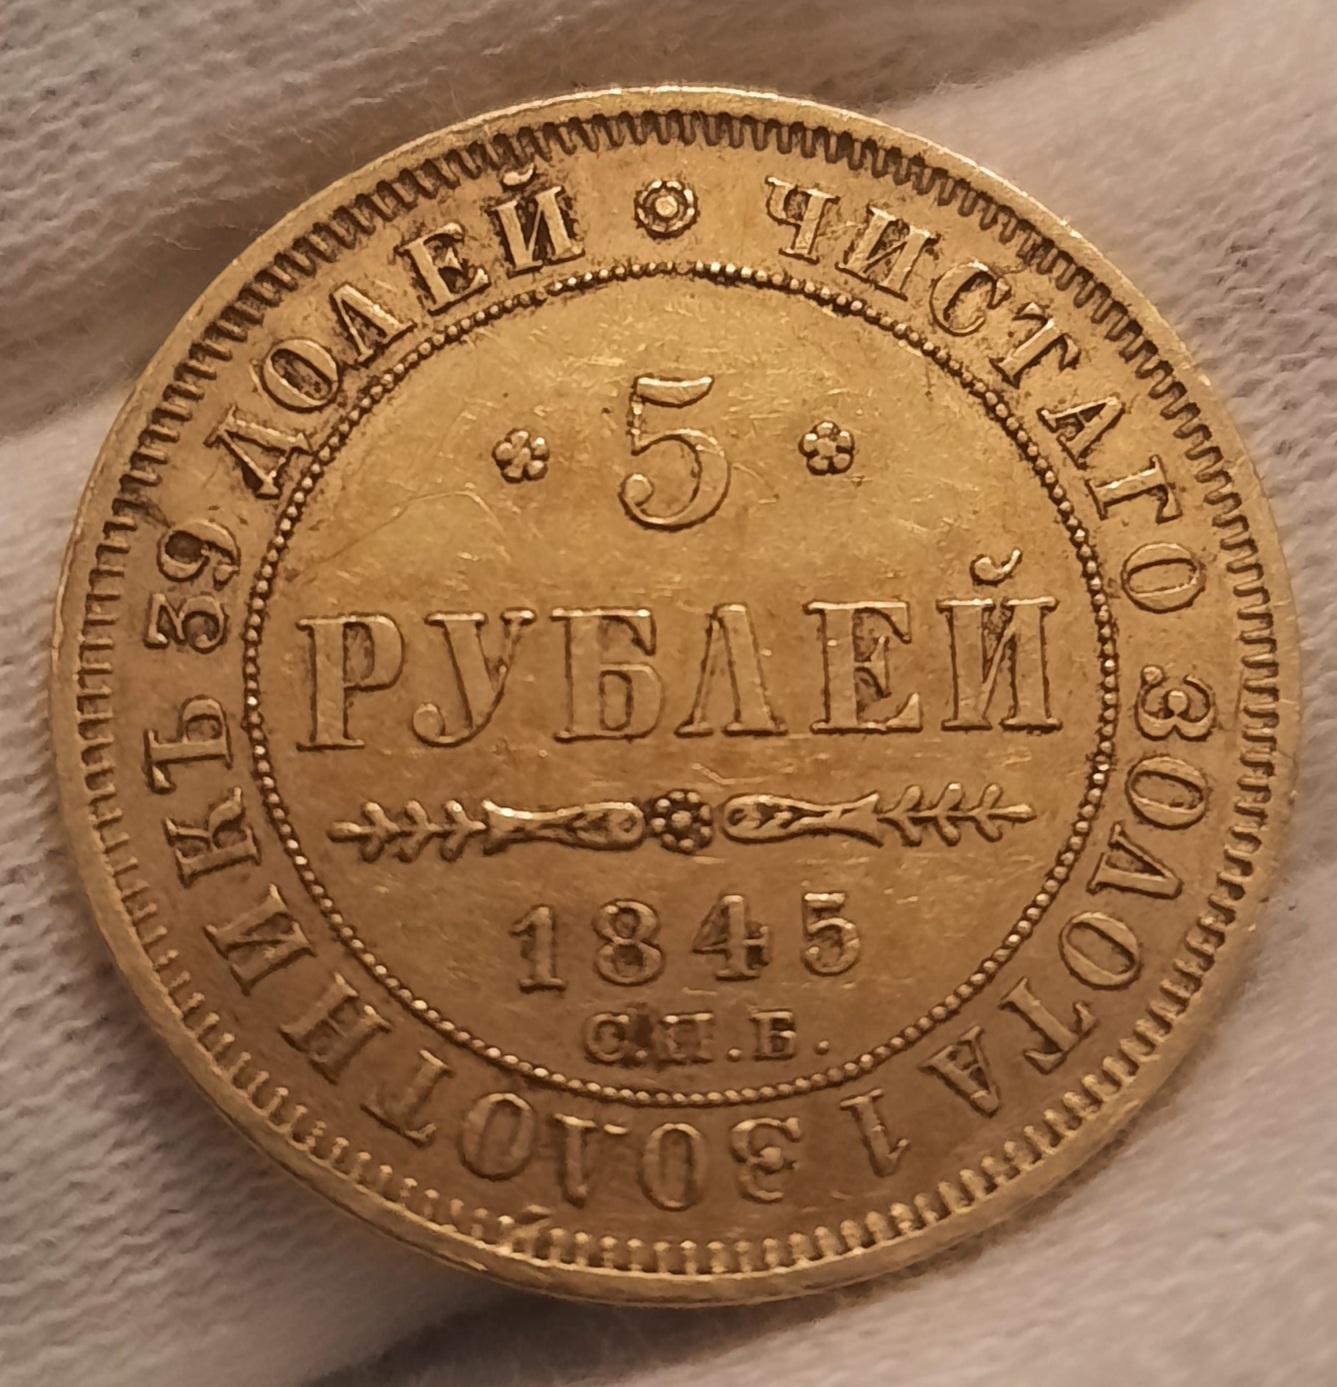 ЧИСТАГО ЗОЛОТА 1 ЗОЛОТНИКЪ 39 ДОЛЕЙ
5
РУБЛЕЙ
1845
С.П.Б.